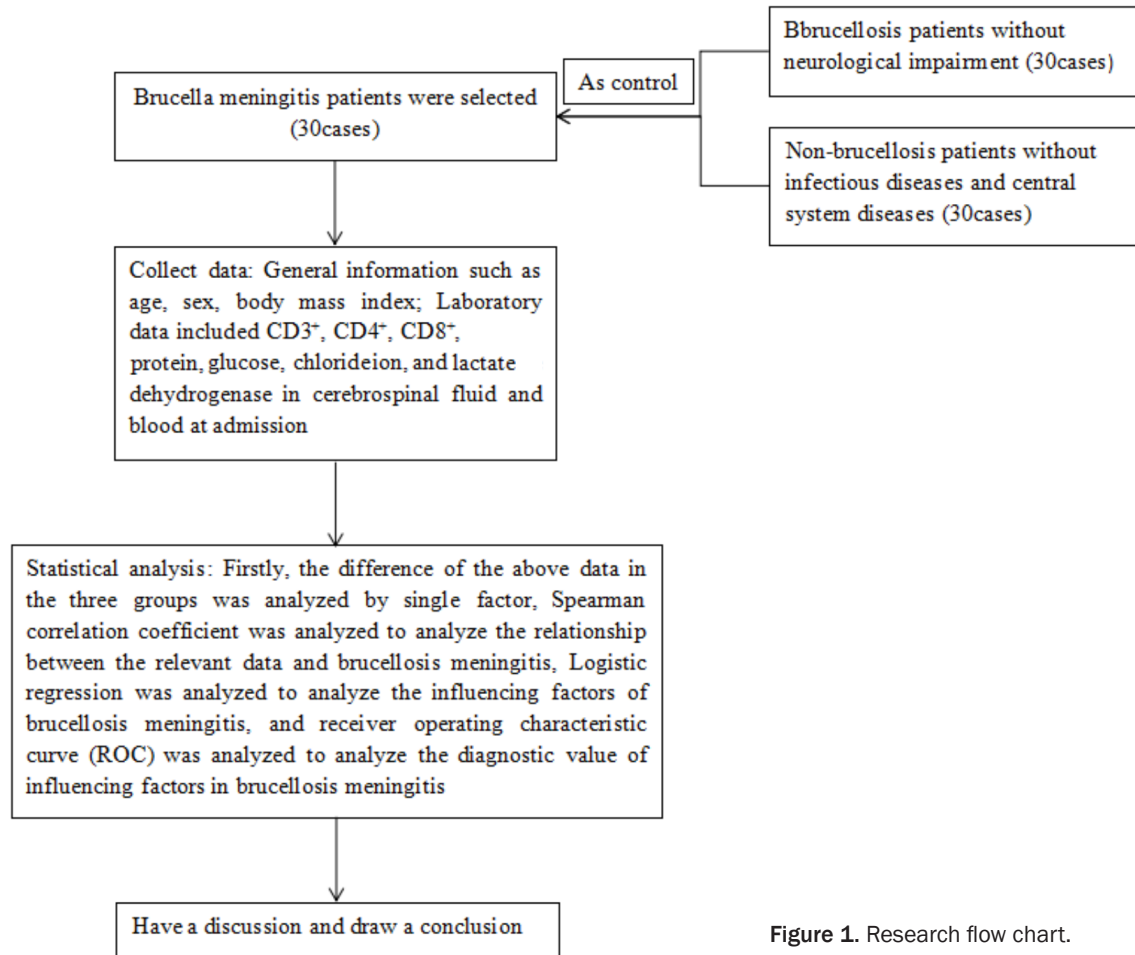 Bbrucellosis patients without
neurological impairment (30cases)
As control
Brucella meningitis patients were selected
(30cases)
Non-brucellosis patients without
infectious diseases and central
system diseases (30cases)
Collect data: General information such as
age, sex, body mass index; Laboratory
data included CD3⁺, CD4⁺, CD8⁺,
protein, glucose, chlorideion, and lactate
dehydrogenase in cerebrospinal fluid and
blood at admission
Statistical analysis: Firstly, the difference of the above data in
the three groups was analyzed by single factor, Spearman
correlation coefficient was analyzed to analyze the relationship
between the relevant data and brucellosis meningitis, Logistic
regression was analyzed to analyze the influencing factors of
brucellosis meningitis, and receiver operating characteristic
curve (ROC) was analyzed to analyze the diagnostic value of
influencing factors in brucellosis meningitis
Have a discussion and draw a conclusion
Figure 1. Research flow chart.